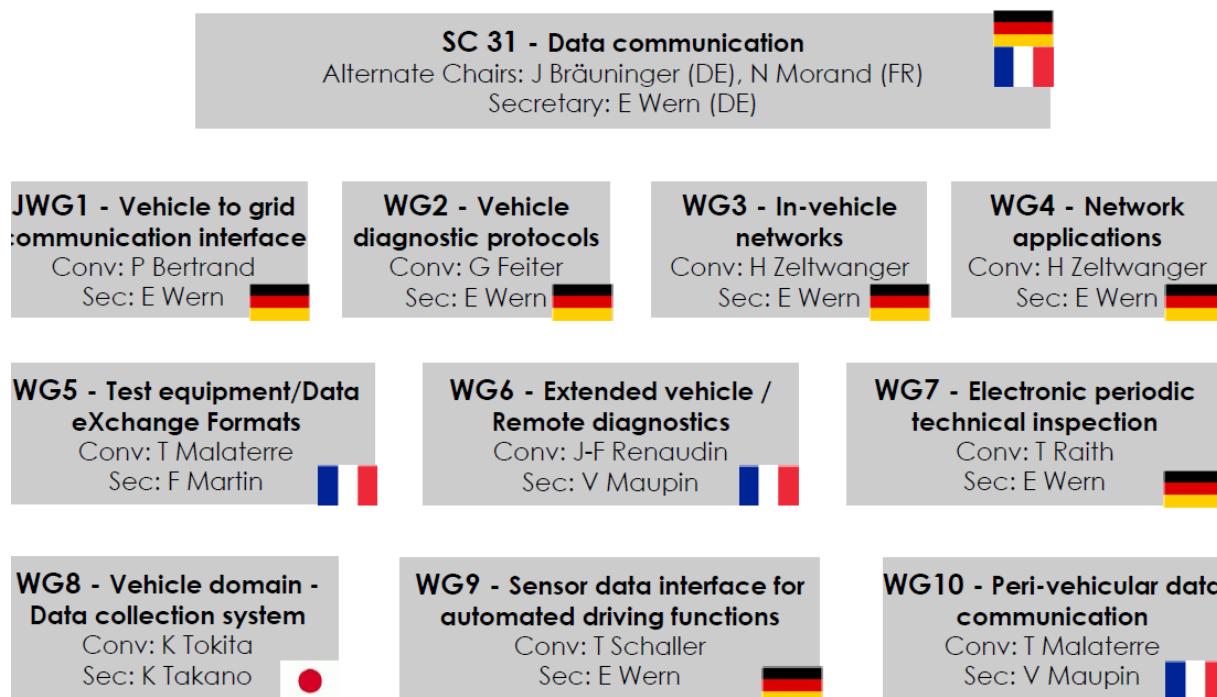 SC 31 - Data communication
Alternate Chairs: J Bräuninger (DE), N Morand (FR)
Secretary: E Wern (DE)
JWG1 - Vehicle to grid
communication interface
Conv: P Bertrand
Sec: E Wern
WG2 - Vehicle
diagnostic protocols
Conv: G Feiter
Sec: E Wern
WG3 - In-vehicle
networks
Conv: H Zeltwanger
Sec: E Wern
WG4 - Network
applications
Conv: H Zeltwanger
Sec: E Wern
WG5 - Test equipment/Data
eXchange Formats
Conv: T Malaterre
Sec: F Martin
WG6 - Extended vehicle /
Remote diagnostics
Conv: J-F Renaudin
Sec: V Maupin
WG7 - Electronic periodic
technical inspection
Conv: T Raith
Sec: E Wern
WG8 - Vehicle domain -
Data collection system
Conv: K Tokita
Sec: K Takano
WG9 - Sensor data interface for
automated driving functions
Conv: T Schaller
Sec: E Wern
WG10 - Peri-vehicular data
communication
Conv: T Malaterre
Sec: V Maupin